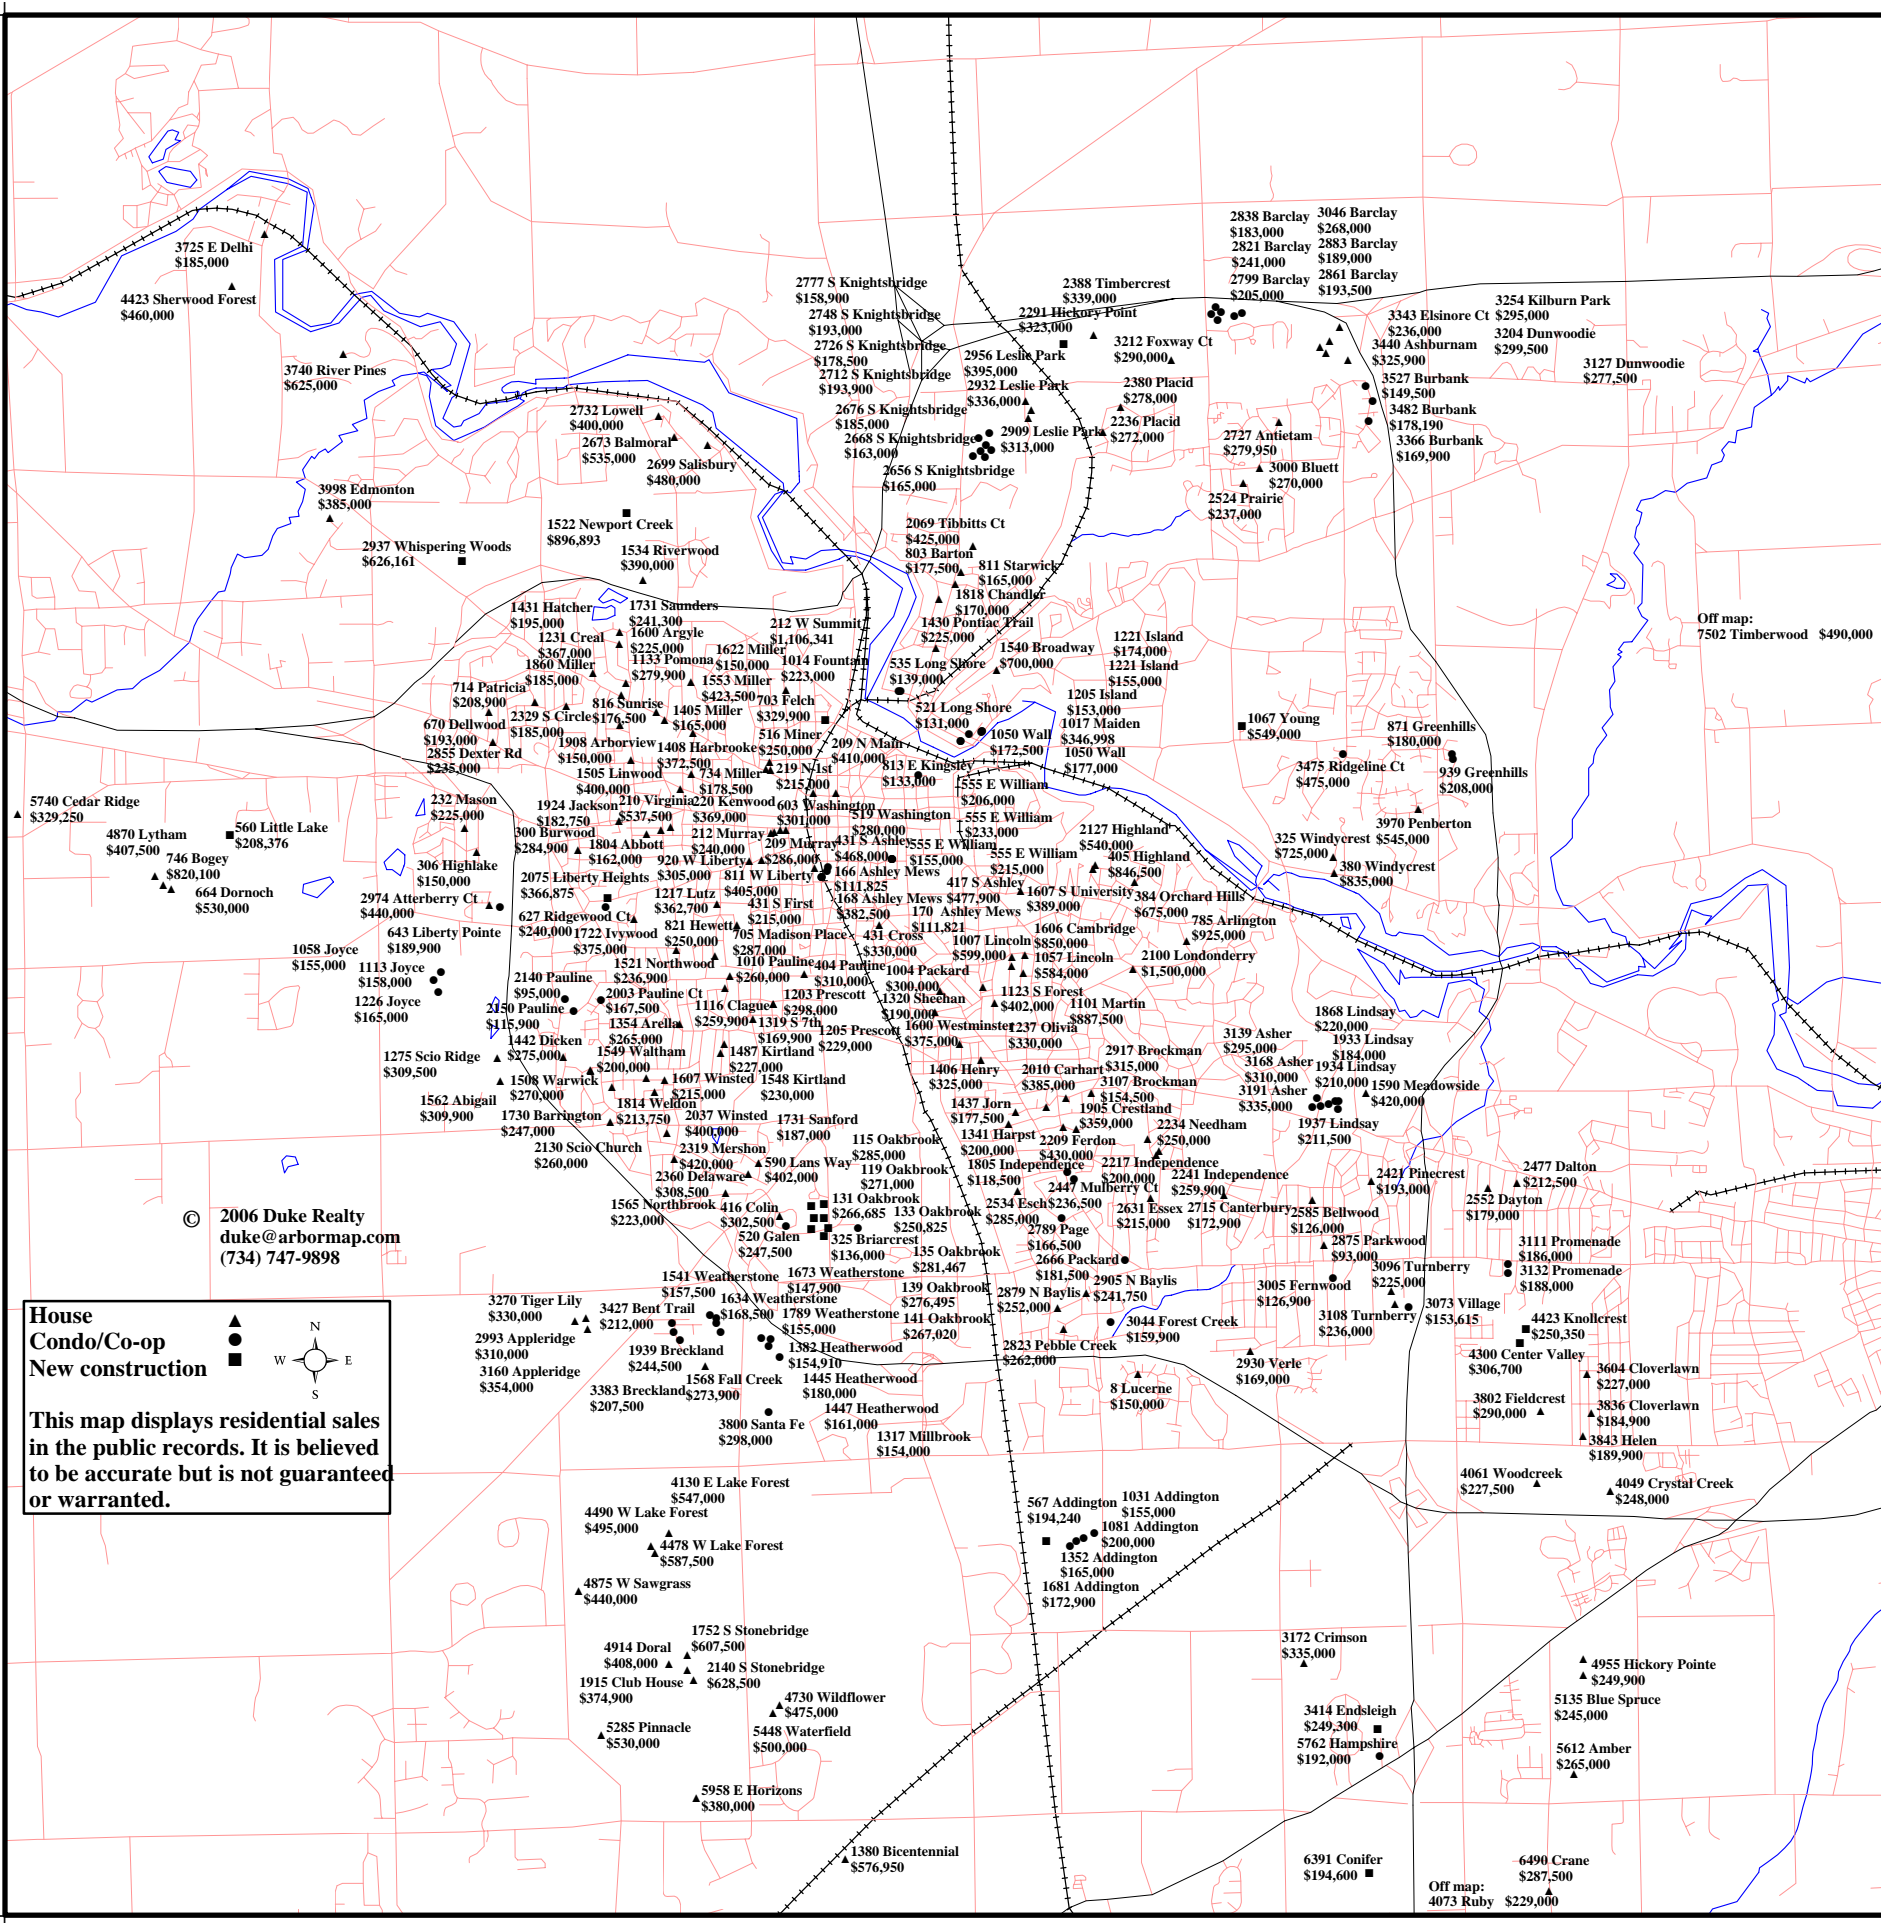 2838 Barclay
$183,000
2821 Barclay
$241,000
2799 Barclay
$205,000
3046 Barclay
$268,000
2883 Barclay
$189,000
2861 Barclay
$193,500
3725 E Delhi
$185,000
4423 Sherwood Forest
$460,000
3740 River Pines
$625,000
2777 S Knightsbridge
$158,900
2748 S Knightsbridge
$193,000
2726 S Knightsbridge
$178,500
2712 S Knightsbridge
$193,900
2676 S Knightsbridge
$185,000
2668 S Knightsbridge
$163,000
2656 S Knightsbridge
$165,000
2388 Timbercrest
$339,000
2291 Hickory Point
$323,000
3212 Foxway Ct
$290,000
2956 Leslie Park
$395,000
2932 Leslie Park
$336,000
2909 Leslie Park
$313,000
2380 Placid
$278,000
2236 Placid
$272,000
3343 Elsinore Ct
$236,000
3440 Ashburnam
$325,900
3254 Kilburn Park
$295,000
3204 Dunwoodie
$299,500
3127 Dunwoodie
$277,500
3527 Burbank
$149,500
3482 Burbank
$178,190
3366 Burbank
$169,900
2727 Antietam
$279,950
3000 Bluett
$270,000
2524 Prairie
$237,000
2732 Lowell
$400,000
2673 Balmoral
$535,000
2699 Salisbury
$480,000
3998 Edmonton
$385,000
2937 Whispering Woods
$626,161
1522 Newport Creek
$896,893
1534 Riverwood
$390,000
2069 Tibbitts Ct
$425,000
803 Barton
$177,500
811 Starwick
$165,000
1818 Chandler
$170,000
1430 Pontiac Trail
$225,000
1540 Broadway
$700,000
535 Long Shore
$139,000
521 Long Shore
$131,000
1221 Island
$174,000
1221 Island
$155,000
1205 Island
$153,000
1017 Maiden
$346,998
1050 Wall
$172,500
1050 Wall
$177,000
Off map:
7502 Timberwood $490,000
1431 Hatcher
$195,000
1231 Creal
$367,000
1860 Miller
$185,000
1731 Saunders
$241,300
1600 Argyle
$225,000
1133 Pomona
$279,900
1622 Miller
$150,000
1553 Miller
$423,500
212 W Summit
$1,106,341
1014 Fountain
$223,000
703 Felch
$329,900
714 Patricia
$208,900
670 Dellwood
$193,000
2855 Dexter Rd
$235,000
2329 S Circle
$185,000
816 Sunrise
$176,500
1405 Miller
$165,000
516 Miner
$250,000
1908 Arborview
$150,000
1408 Harbrooke
$372,500
209 N Main
$410,000
1505 Linwood
$400,000
734 Miller
$178,500
219 N 1st
$215,000
813 E Kingsley
$133,000
555 E William
$206,000
1067 Young
$549,000
871 Greenhills
$180,000
3475 Ridgeline Ct
$475,000
939 Greenhills
$208,000
5740 Cedar Ridge
$329,250
4870 Lytham
$407,500
560 Little Lake
$208,376
746 Bogey
$820,100
664 Dornoch
$530,000
232 Mason
$225,000
306 Highlake
$150,000
1924 Jackson
$182,750
210 Virginia
$537,500
220 Kenwood
$369,000
603 Washington
$301,000
519 Washington
$280,000
555 E William
$233,000
300 Burwood
$284,900
1804 Abbott
$162,000
212 Murray
$240,000
209 Murray
$286,000
431 S Ashley
$468,000
555 E William
$155,000
555 E William
$215,000
2127 Highland
$540,000
405 Highland
$846,500
325 Windycrest
$725,000
380 Windycrest
$835,000
3970 Penberton
$545,000
2075 Liberty Heights
$366,875
920 W Liberty
$305,000
811 W Liberty
$405,000
166 Ashley Mews
$111,825
168 Ashley Mews
$382,500
417 S Ashley
$477,900
170 Ashley Mews
$111,821
1607 S University
$389,000
384 Orchard Hills
$675,000
785 Arlington
$925,000
2974 Atterberry Ct
$440,000
643 Liberty Pointe
$189,900
627 Ridgewood Ct
$240,000
1217 Lutz
$362,700
431 S First
$215,000
1722 Ivywood
$375,000
821 Hewett
$250,000
705 Madison Place
$287,000
431 Cross
$330,000
1007 Lincoln
$599,000
1606 Cambridge
$850,000
1057 Lincoln
$584,000
2100 Londonderry
$1,500,000
1058 Joyce
$155,000
1113 Joyce
$158,000
1226 Joyce
$165,000
2140 Pauline
$95,000
2150 Pauline
$115,900
1521 Northwood
$236,900
2003 Pauline Ct
$167,500
1010 Pauline
$260,000
404 Pauline
$310,000
1004 Packard
$300,000
1123 S Forest
$402,000
1101 Martin
$887,500
1116 Clague
$259,900
1203 Prescott
$298,000
1320 Sheehan
$190,000
1354 Arella
$265,000
1319 S 7th
$169,900
1205 Prescott
$229,000
1600 Westminster
$375,000
1237 Olivia
$330,000
1442 Dicken
$275,000
1549 Waltham
$200,000
1487 Kirtland
$227,000
1275 Scio Ridge
$309,500
1562 Abigail
$309,900
1508 Warwick
$270,000
1607 Winsted
$215,000
1548 Kirtland
$230,000
1406 Henry
$325,000
2010 Carhart
$385,000
2917 Brockman
$315,000
3107 Brockman
$154,500
1730 Barrington
$247,000
1814 Weldon
$213,750
2037 Winsted
$400,000
1731 Sanford
$187,000
1437 Jorn
$177,500
1905 Crestland
$359,000
3139 Asher
$295,000
3168 Asher
$310,000
3191 Asher
$335,000
1868 Lindsay
$220,000
1933 Lindsay
$184,000
1934 Lindsay
$210,000
1590 Meadowside
$420,000
1937 Lindsay
$211,500
2130 Scio Church
$260,000
2319 Mershon
$420,000
590 Lans Way
$402,000
115 Oakbrook
$285,000
119 Oakbrook
$271,000
1341 Harpst
$200,000
2209 Ferdon
$430,000
2234 Needham
$250,000
2360 Delaware
$308,500
1805 Independence
$118,500
2217 Independence
$200,000
2241 Independence
$259,900
2421 Pinecrest
$193,000
2477 Dalton
$212,500
2552 Dayton
$179,000
1565 Northbrook
$223,000
416 Colin
$302,500
131 Oakbrook
$266,685
133 Oakbrook
$250,825
2534 Esch
$285,000
2447 Mulberry Ct
$236,500
2631 Essex
$215,000
2715 Canterbury
$172,900
2585 Bellwood
$126,000
520 Galen
$247,500
325 Briarcrest
$136,000
135 Oakbrook
$281,467
2789 Page
$166,500
2666 Packard
$181,500
2875 Parkwood
$93,000
3111 Promenade
$186,000
3132 Promenade
$188,000
© 2006 Duke Realty
duke@arbormap.com
(734) 747-9898
1541 Weatherstone
$157,500
1673 Weatherstone
$147,900
1634 Weatherstone
$168,500
1789 Weatherstone
$155,000
139 Oakbrook
$276,495
141 Oakbrook
$267,020
2879 N Baylis
$252,000
2905 N Baylis
$241,750
3005 Fernwood
$126,900
3096 Turnberry
$225,000
3108 Turnberry
$236,000
3073 Village
$153,615
4423 Knollcrest
$250,350
3270 Tiger Lily
$330,000
3427 Bent Trail
$212,000
2993 Appleridge
$310,000
3160 Appleridge
$354,000
1939 Breckland
$244,500
3383 Breckland
$207,500
1568 Fall Creek
$273,900
1382 Heatherwood
$154,910
1445 Heatherwood
$180,000
1447 Heatherwood
$161,000
1317 Millbrook
$154,000
2823 Pebble Creek
$262,000
3044 Forest Creek
$159,900
2930 Verle
$169,000
8 Lucerne
$150,000
4300 Center Valley
$306,700
3604 Cloverlawn
$227,000
3802 Fieldcrest
$290,000
3836 Cloverlawn
$184,900
3843 Helen
$189,900
3800 Santa Fe
$298,000
House
Condo/Co-op
New construction
N
W E
S
This map displays residential sales
in the public records. It is believed
to be accurate but is not guaranteed
or warranted.
4130 E Lake Forest
$547,000
4490 W Lake Forest
$495,000
4478 W Lake Forest
$587,500
4875 W Sawgrass
$440,000
567 Addington
$194,240
1031 Addington
$155,000
1081 Addington
$200,000
1352 Addington
$165,000
1681 Addington
$172,900
4061 Woodcreek
$227,500
4049 Crystal Creek
$248,000
1752 S Stonebridge
$607,500
4914 Doral
$408,000
2140 S Stonebridge
$628,500
1915 Club House
$374,900
4730 Wildflower
$475,000
5285 Pinnacle
$530,000
5448 Waterfield
$500,000
5958 E Horizons
$380,000
3172 Crimson
$335,000
4955 Hickory Pointe
$249,900
5135 Blue Spruce
$245,000
3414 Endsleigh
$249,300
5762 Hampshire
$192,000
5612 Amber
$265,000
1380 Bicentennial
$576,950
6391 Conifer
$194,600
6490 Crane
$287,500
Off map:
4073 Ruby $229,000